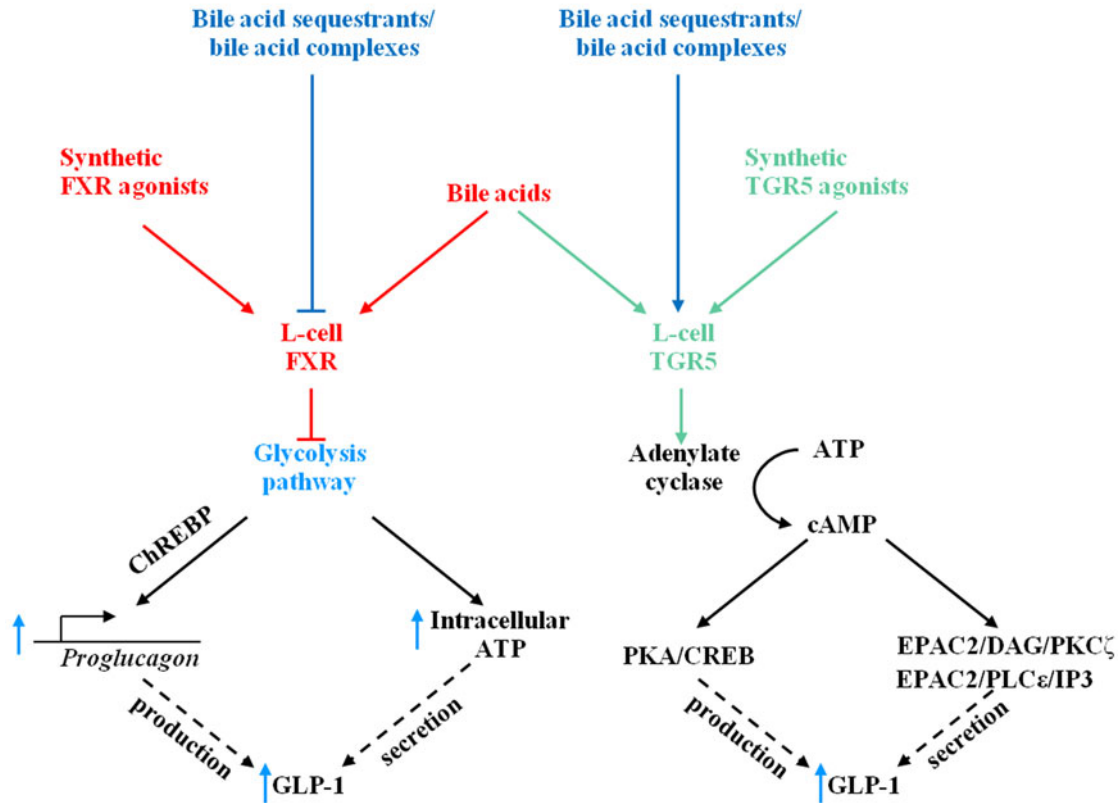 Bile acid sequestrants/
bile acid complexes
Bile acid sequestrants/
bile acid complexes
Synthetic
FXR agonists
Bile acids
Synthetic
TGR5 agonists
L-cell
FXR
L-cell
TGR5
Glycolysis
pathway
Adenylate
cyclase
ATP
cAMP
ChREBP
Proglucagon
Intracellular
ATP
PKA/CREB
EPAC2/DAG/PKCζ
EPAC2/PLCε/IP3
production
secretion
production
secretion
GLP-1
GLP-1